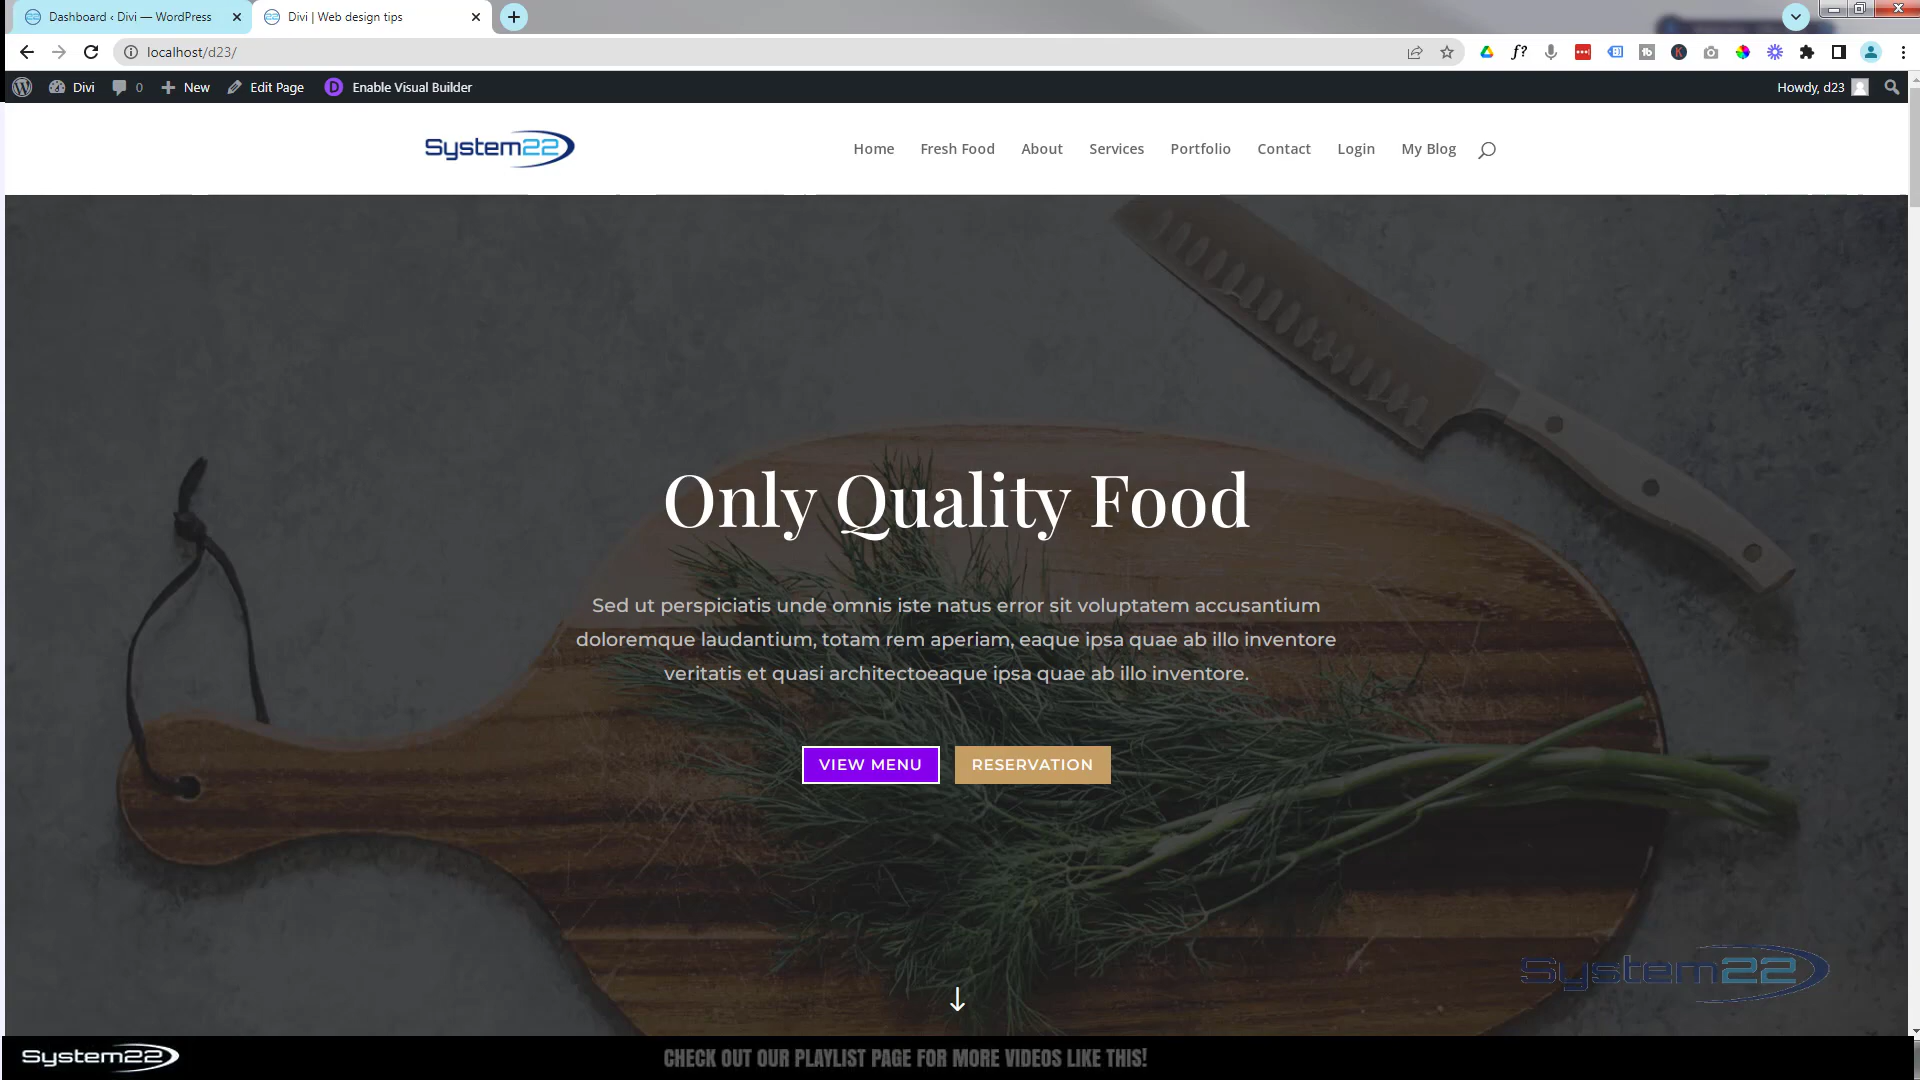 Dashboard ‹ Divi — WordPress
Divi | Web design tips
localhost/d23/
Divi
0
New
Edit Page
Enable Visual Builder
Howdy, d23
System22
Home
Fresh Food
About
Services
Portfolio
Contact
Login
My Blog
Only Quality Food
Sed ut perspiciatis unde omnis iste natus error sit voluptatem accusantium
doloremque laudantium, totam rem aperiam, eaque ipsa quae ab illo inventore
veritatis et quasi architectoeaque ipsa quae ab illo inventore.
VIEW MENU
RESERVATION
System22
System22
CHECK OUT OUR PLAYLIST PAGE FOR MORE VIDEOS LIKE THIS!